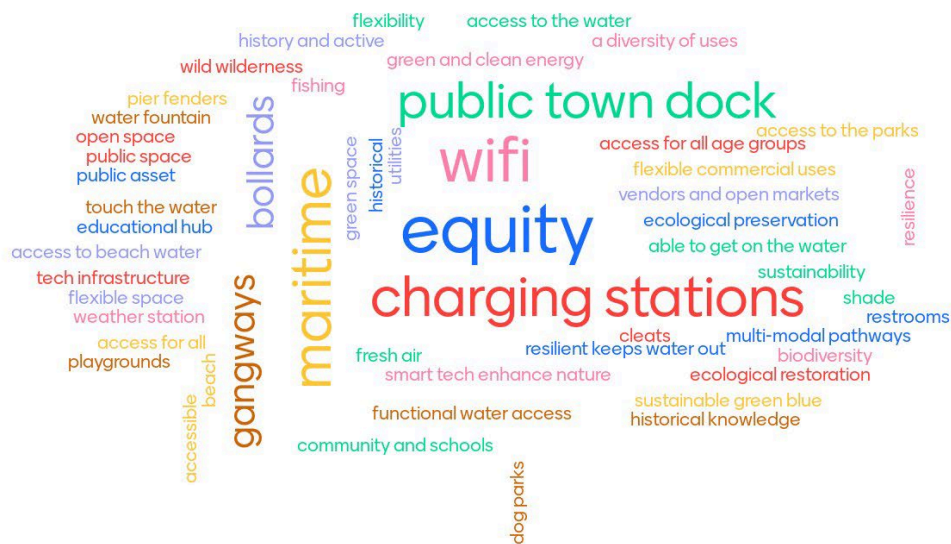 flexibility
access to the water
history and active
a diversity of uses
green and clean energy
wild wilderness
fishing
pier fenders
bollards
public town dock
water fountain
access to the parks
open space
utilities
wifi
access for all age groups
public space
green space
historical
flexible commercial uses
public asset
maritime
resilience
vendors and open markets
touch the water
equity
ecological preservation
educational hub
able to get on the water
access to beach water
sustainability
tech infrastructure
gangways
charging stations
flexible space
shade
weather station
restrooms
cleats
multi-modal pathways
access for all
resilient keeps water out
playgrounds
beach
fresh air
biodiversity
smart tech enhance nature
ecological restoration
accessible
sustainable green blue
functional water access
historical knowledge
community and schools
dog parks